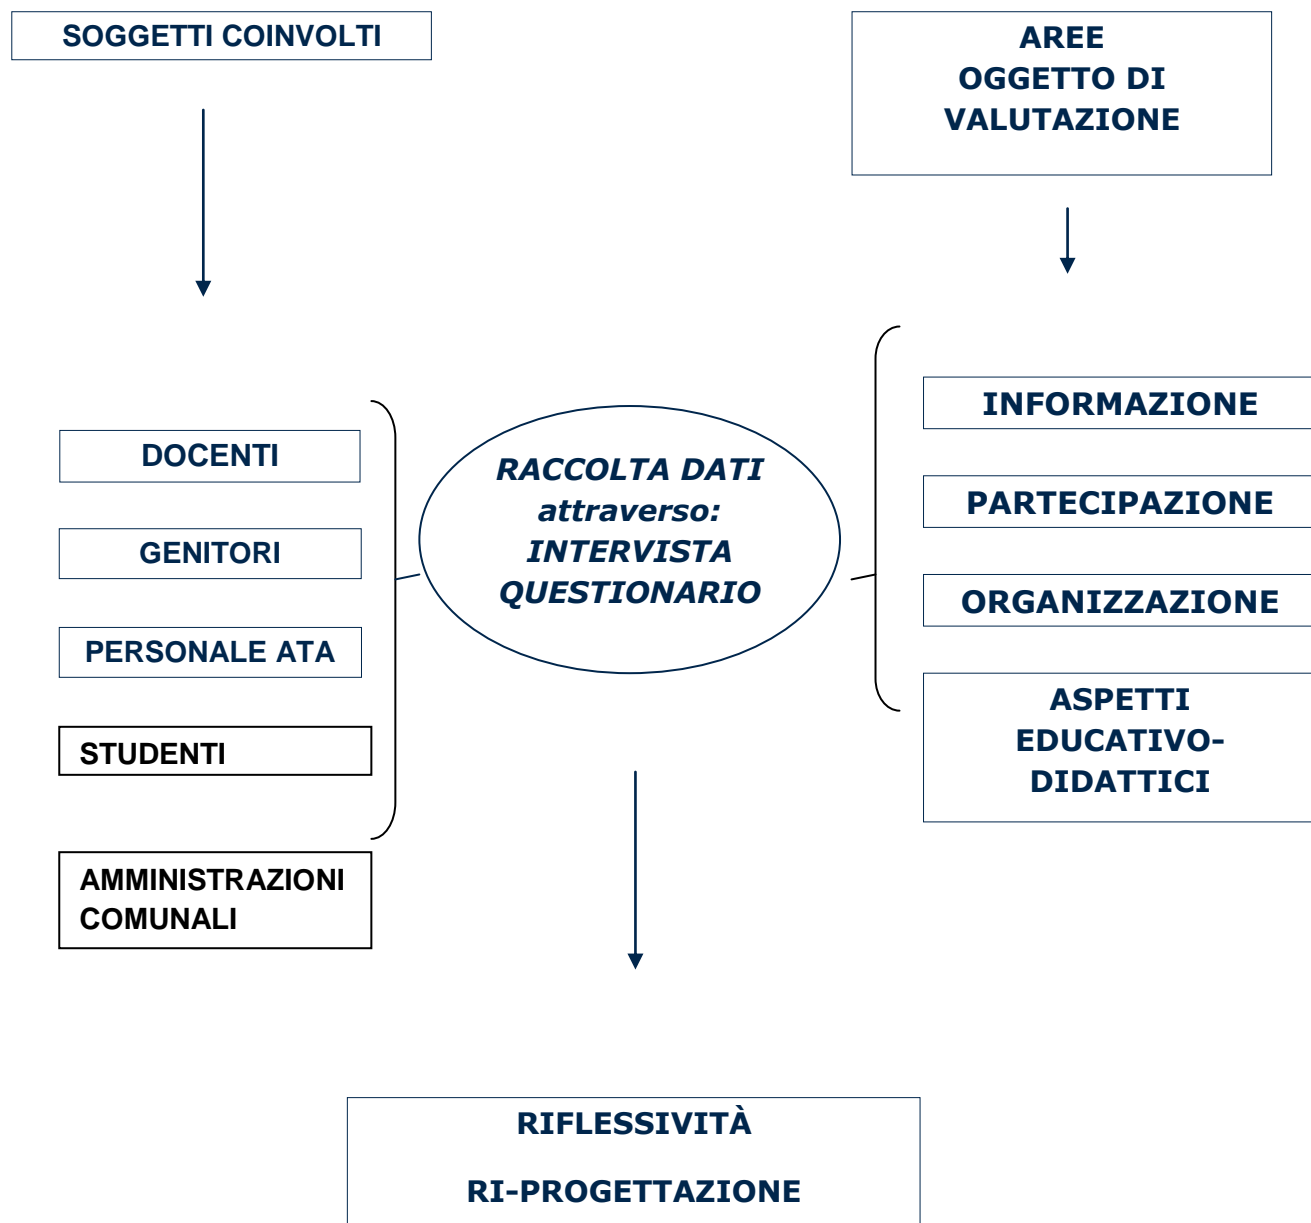 SOGGETTI COINVOLTI
AREE
OGGETTO DI
VALUTAZIONE
DOCENTI
GENITORI
PERSONALE ATA
STUDENTI
AMMINISTRAZIONI
COMUNALI
RACCOLTA DATI
attraverso:
INTERVISTA
QUESTIONARIO
INFORMAZIONE
PARTECIPAZIONE
ORGANIZZAZIONE
ASPETTI
EDUCATIVO-
DIDATTICI
RIFLESSIVITÀ
RI-PROGETTAZIONE